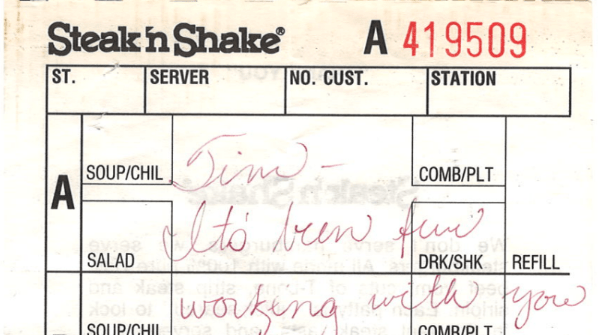 Steak 'n Shake® A 419509
ST. SERVER NO. CUST. STATION
A
SOUP/CHIL Jim - COMB/PLT
It's been fun
SALAD DRK/SHK REFILL
working with you
SOUP/CHIL COMB/PLT